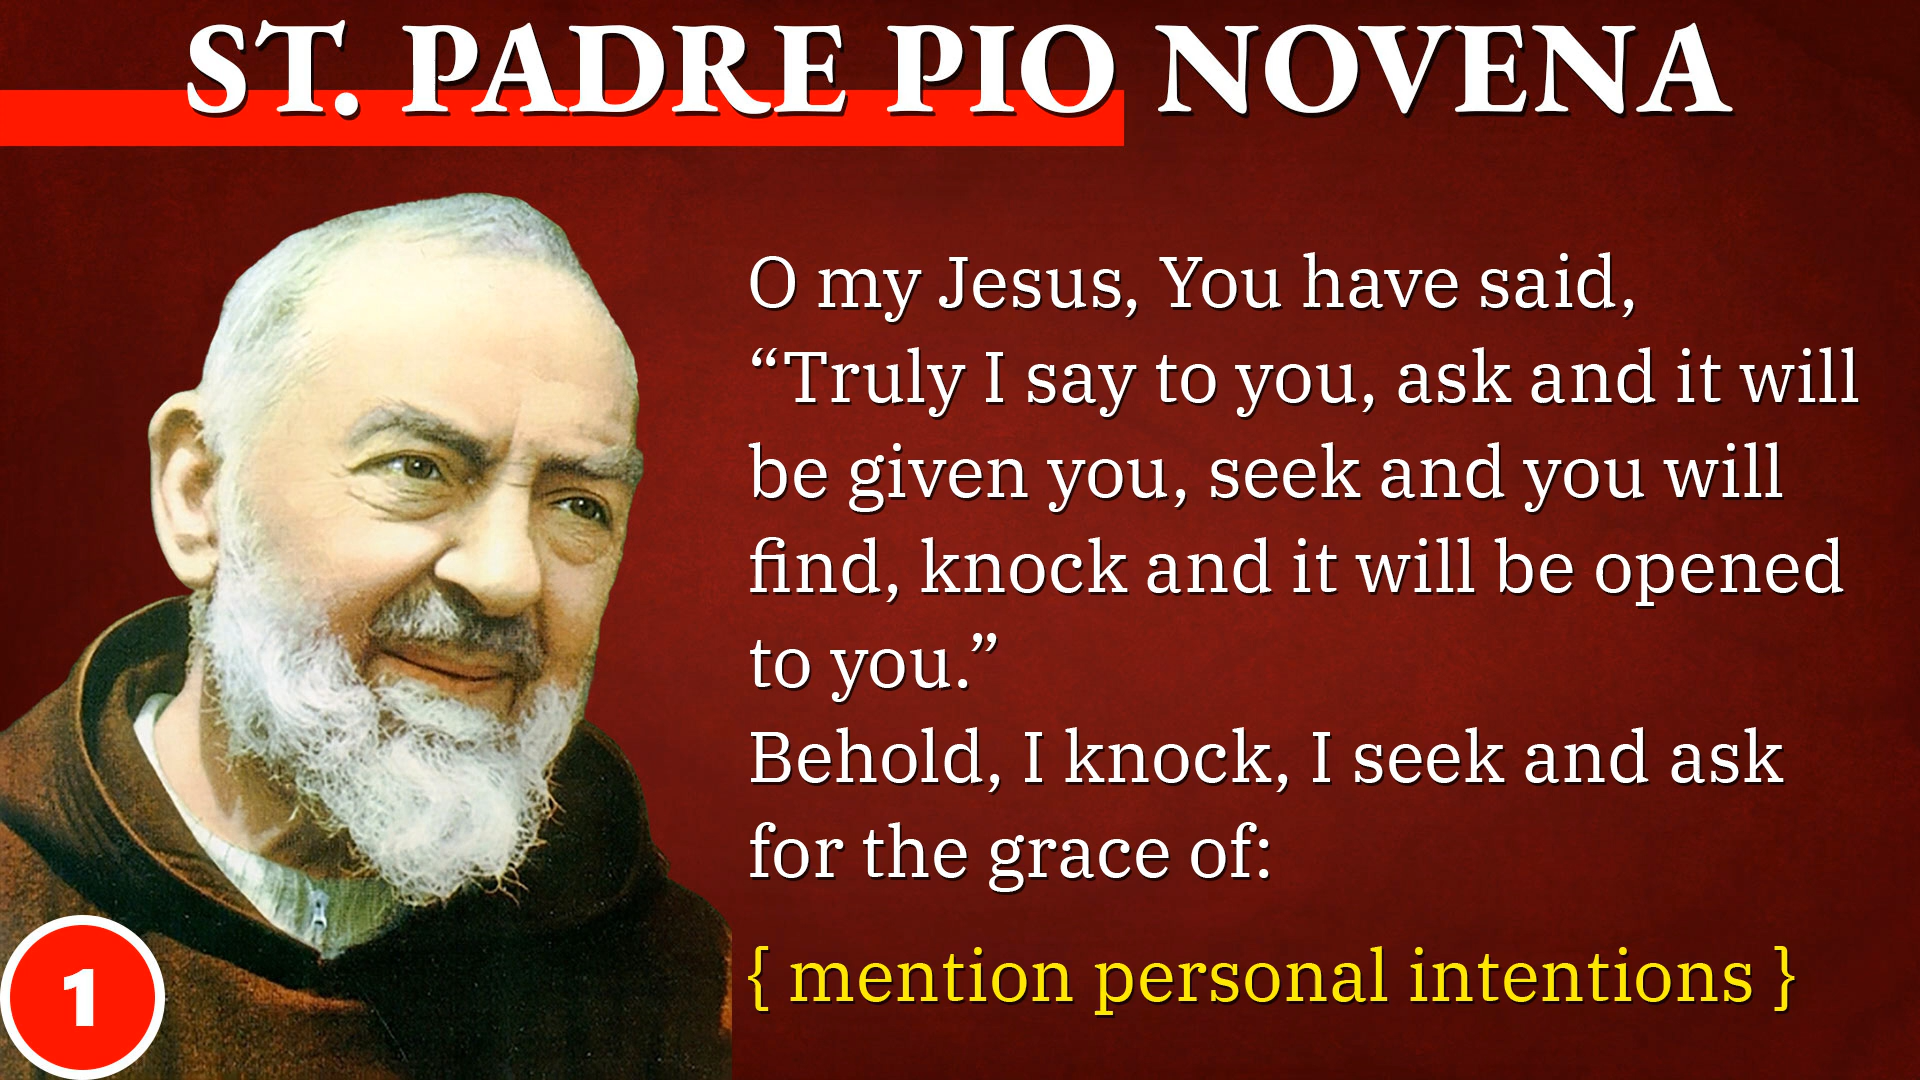 ST. PADRE PIO NOVENA
O my Jesus, You have said,
“Truly I say to you, ask and it will
be given you, seek and you will
find, knock and it will be opened
to you.”
Behold, I knock, I seek and ask
for the grace of:
{ mention personal intentions }
1